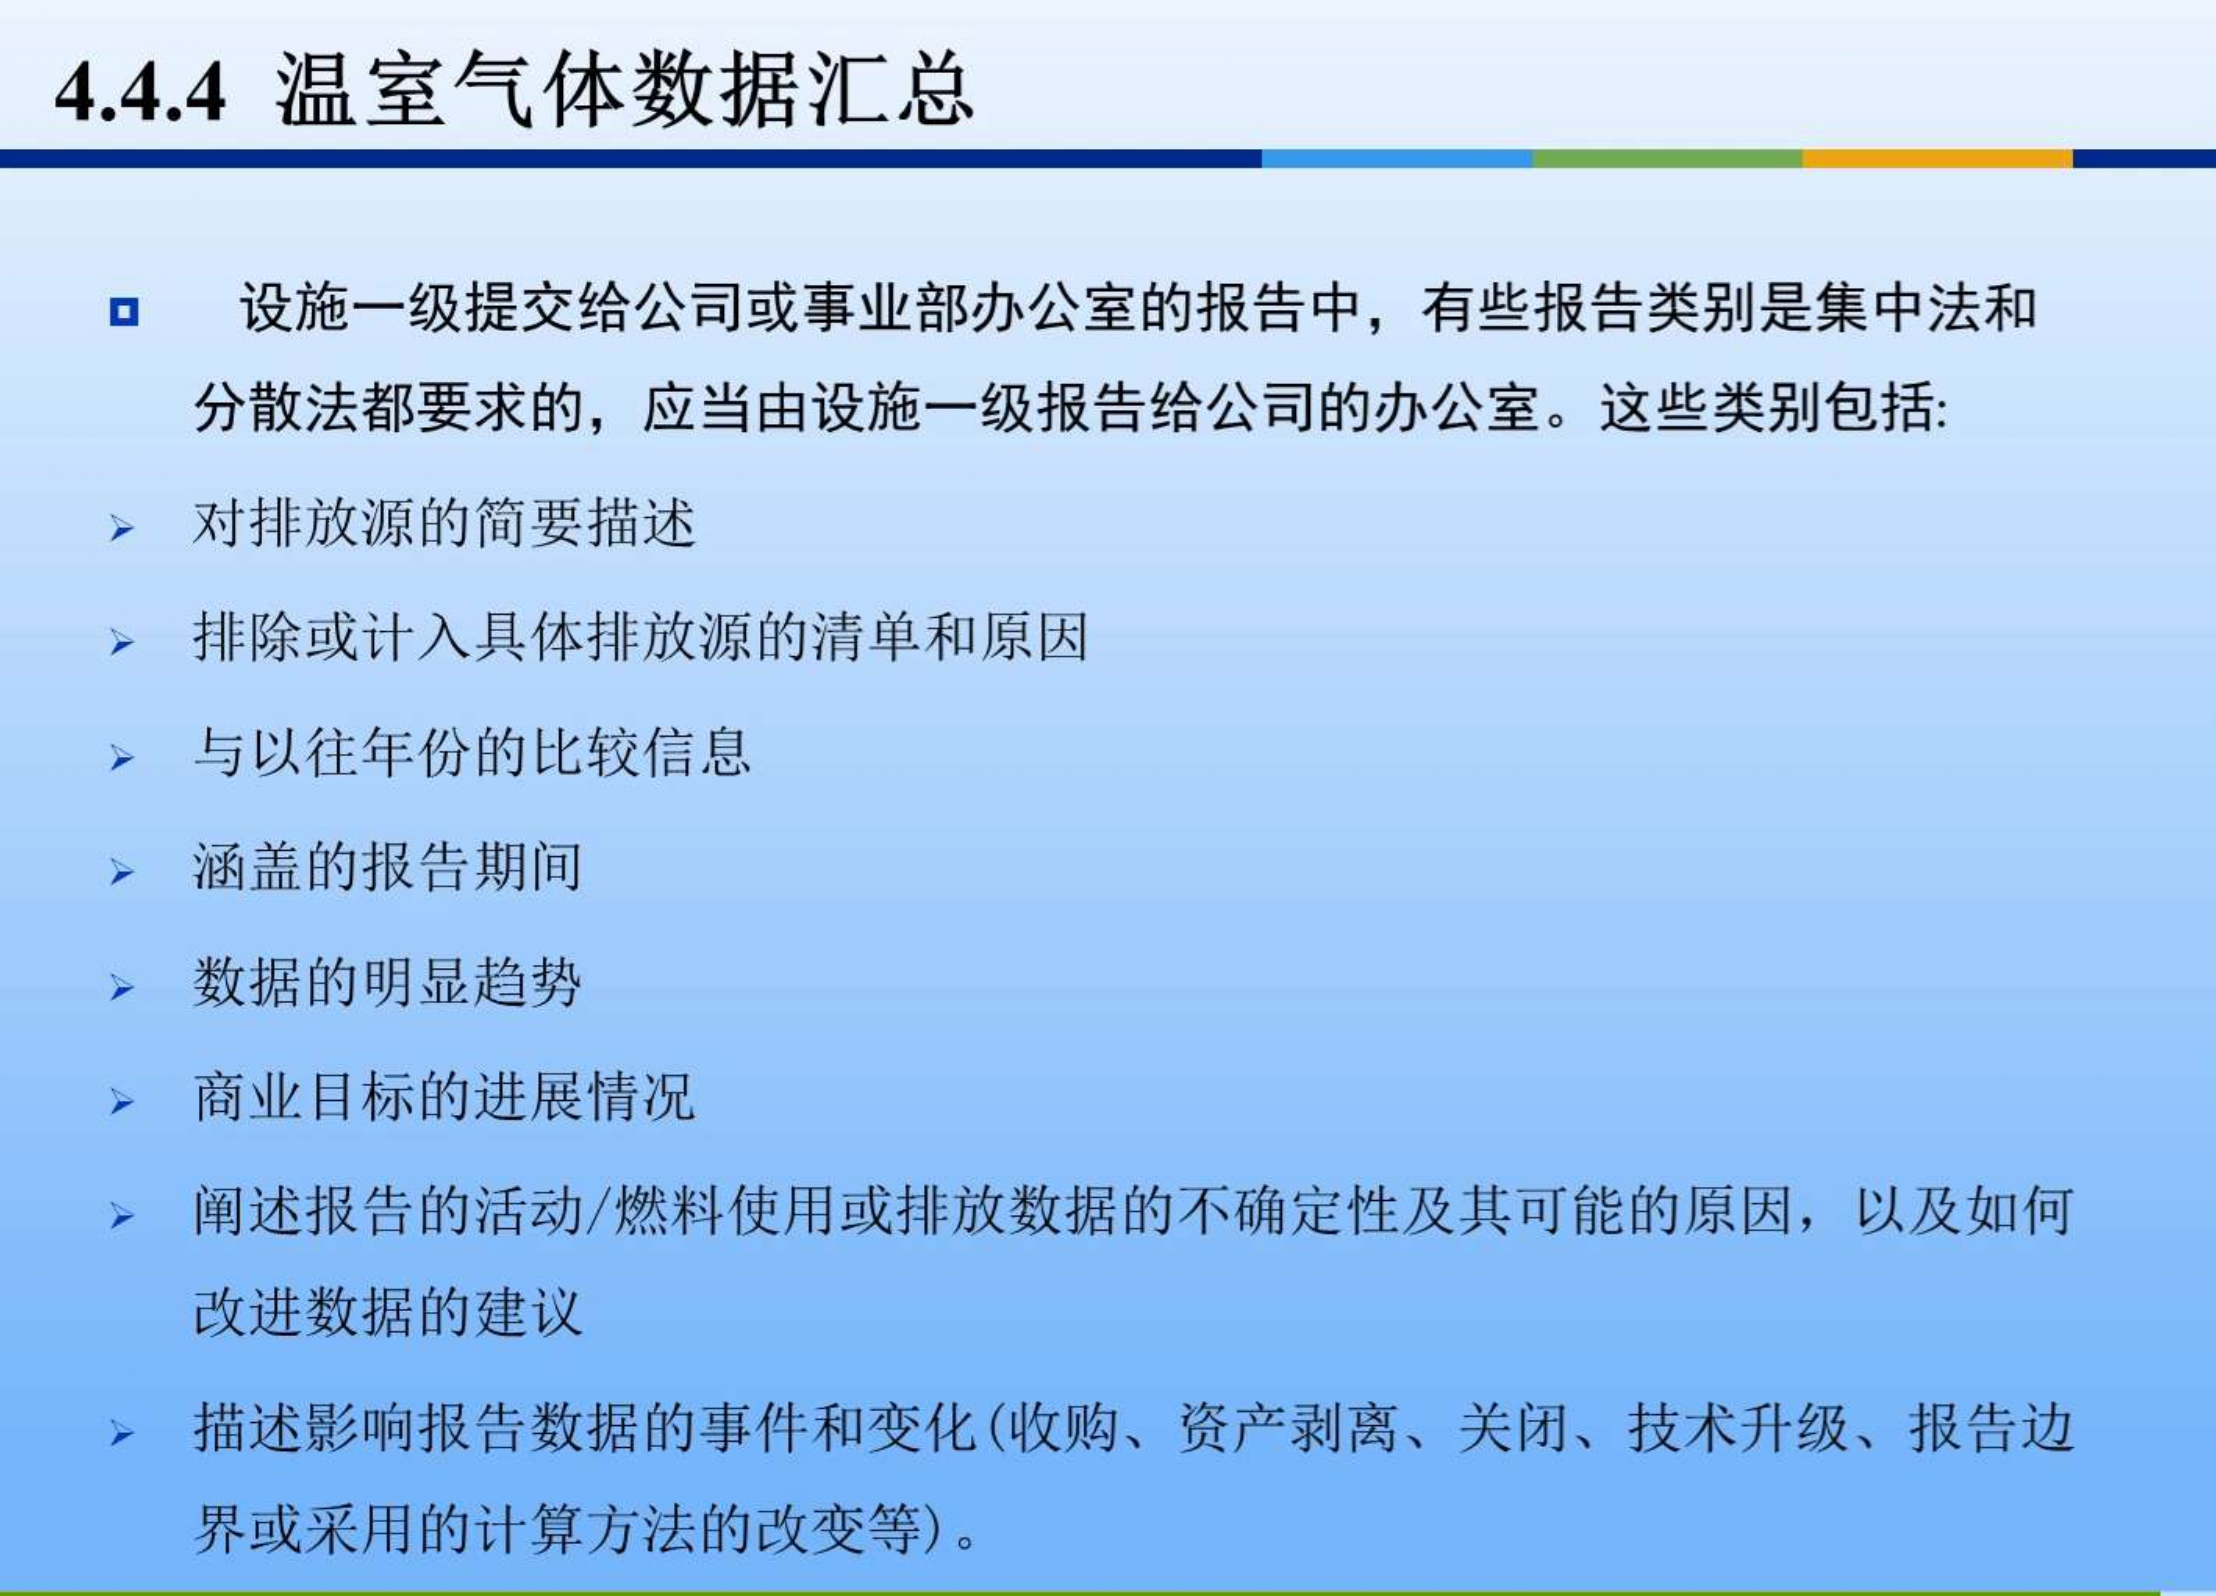 4.4.4 温室气体数据汇总
设施一级提交给公司或事业部办公室的报告中，有些报告类别是集中法和
分散法都要求的，应当由设施一级报告给公司的办公室。这些类别包括:
对排放源的简要描述
排除或计入具体排放源的清单和原因
与以往年份的比较信息
涵盖的报告期间
数据的明显趋势
商业目标的进展情况
阐述报告的活动/燃料使用或排放数据的不确定性及其可能的原因，以及如何
改进数据的建议
描述影响报告数据的事件和变化(收购、资产剥离、关闭、技术升级、报告边
界或采用的计算方法的改变等)。